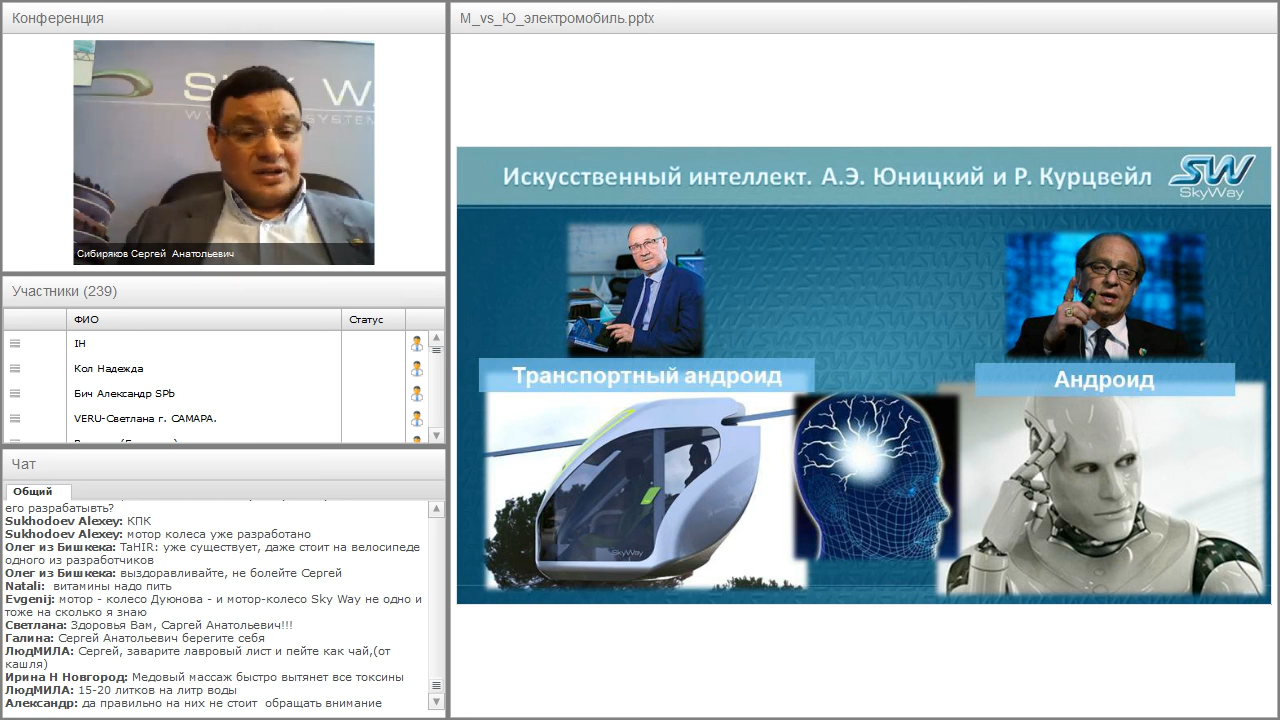 Конференция
S
W
SYSTEM
Сибиряков Сергей Анатольевич
Участники (239)
ФИО
Статус
IH
Кол Надежда
Бич Александр SPb
VERU-Светлана г. САМАРА.
Чат
Общий
его разрабатывть?
Sukhodoev Alexey: КПК
Sukhodoev Alexey: мотор колеса уже разработано
Олег из Бишкека: TaHIR: уже существует, даже стоит на велосипеде
одного из разработчиков
Олег из Бишкека: выздоравливайте, не болейте Сергей
Natali: витамины надо пить
Evgenij: мотор - колесо Дуюнова - и мотор-колесо Sky Way не одно и
тоже на сколько я знаю
Светлана: Здоровья Вам, Саргей Анатольевич!!!
Галина: Сергей Анатольевич берегите себя
ЛюдМИЛА: Сергей, заварите лавровый лист и пейте как чай,(от
кашля)
Ирина Н Новгород: Медовый массаж быстро вытянет все токсины
ЛюдМИЛА: 15-20 литков на литр воды
Александр: да правильно на них не стоит обращать внимание
M_vs_Ю_электромобиль.pptx
Искусственный интеллект. А.Э. Юницкий и Р. Курцвейл
SW
SkyWay
Транспортный андроид
Андроид
SkyWay